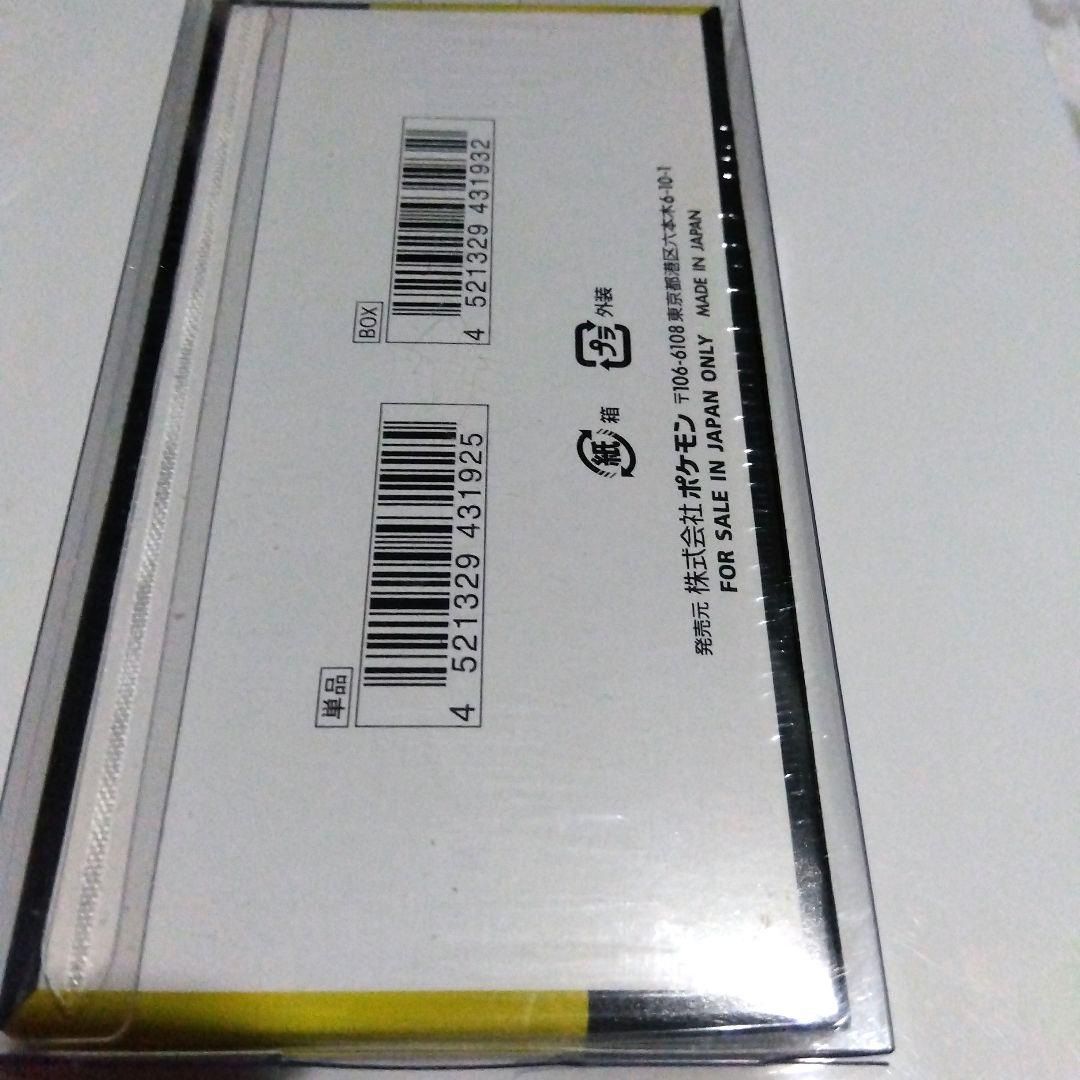 単品
4 521329 431925
BOX
4 521329 431932
紙 箱
プラ 外装
発売元 株式会社 ポケモン 〒106-6108 東京都港区六本木6-10-1
FOR SALE IN JAPAN ONLY MADE IN JAPAN